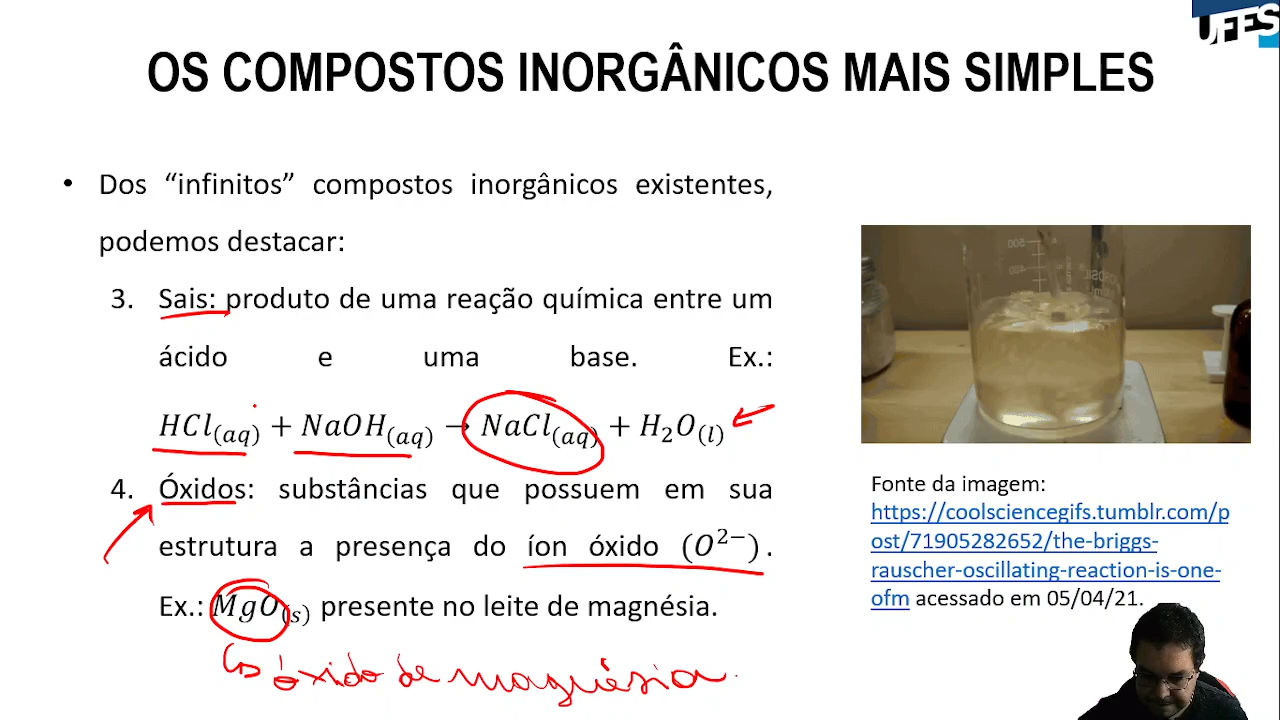 UFES
OS COMPOSTOS INORGÂNICOS MAIS SIMPLES
• Dos “infinitos” compostos inorgânicos existentes,
podemos destacar:
3. Sais: produto de uma reação química entre um
ácido e uma base. Ex.:
HCl(aq) + NaOH(aq) → NaCl(aq) + H₂O(l)
4. Óxidos: substâncias que possuem em sua
estrutura a presença do íon óxido (O²⁻).
Ex.: MgO(s) presente no leite de magnésia.
óxido de magnésia.
500
Fonte da imagem:
https://coolsciencegifs.tumblr.com/p
ost/71905282652/the-briggs-
rauscher-oscillating-reaction-is-one-
ofm acessado em 05/04/21.